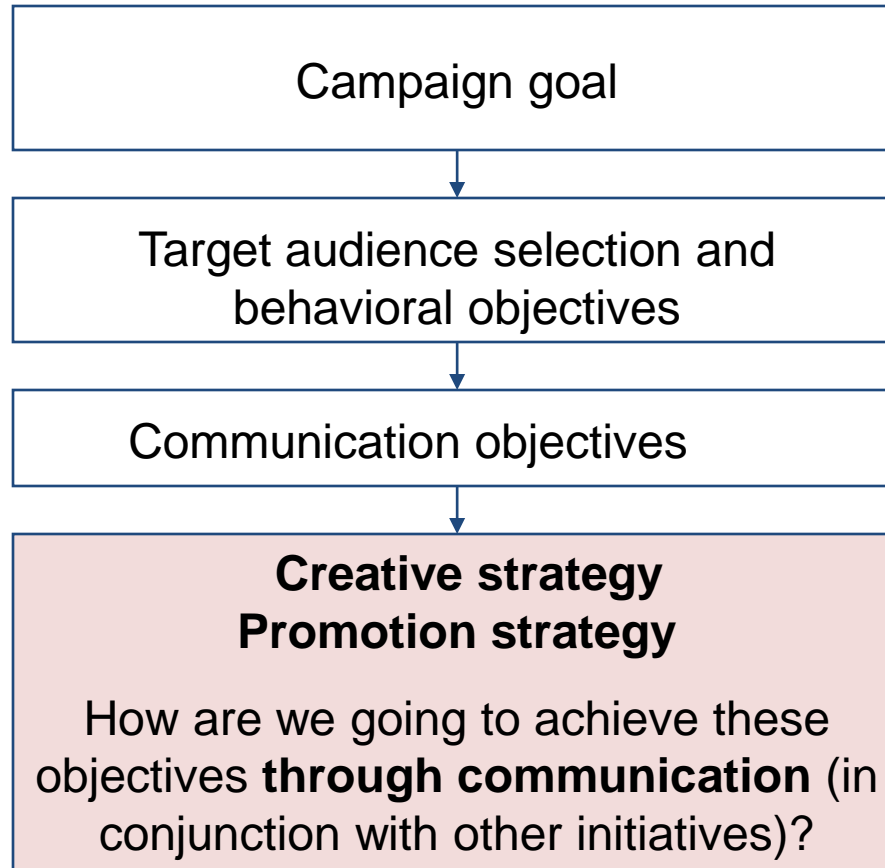 Campaign goal
Target audience selection and
behavioral objectives
Communication objectives
Creative strategy
Promotion strategy
How are we going to achieve these
objectives through communication (in
conjunction with other initiatives)?